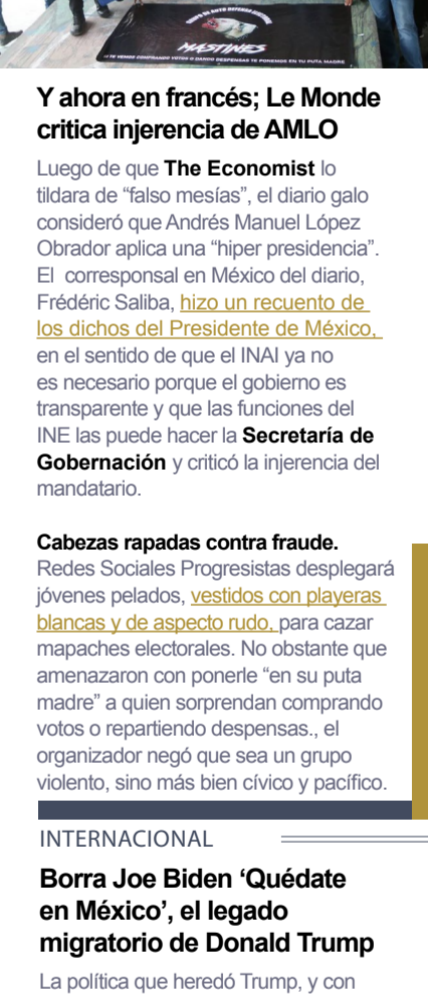 MASTINES
Y ahora en francés; Le Monde
critica injerencia de AMLO
Luego de que The Economist lo
tildara de “falso mesías”, el diario galo
consideró que Andrés Manuel López
Obrador aplica una “hiper presidencia”.
El corresponsal en México del diario,
Frédéric Saliba, hizo un recuento de
los dichos del Presidente de México,
en el sentido de que el INAI ya no
es necesario porque el gobierno es
transparente y que las funciones del
INE las puede hacer la Secretaría de
Gobernación y criticó la injerencia del
mandatario.
Cabezas rapadas contra fraude.
Redes Sociales Progresistas desplegará
jóvenes pelados, vestidos con playeras
blancas y de aspecto rudo, para cazar
mapaches electorales. No obstante que
amenazaron con ponerle “en su puta
madre” a quien sorprendan comprando
votos o repartiendo despensas., el
organizador negó que sea un grupo
violento, sino más bien cívico y pacífico.
INTERNACIONAL
Borra Joe Biden ‘Quédate
en México’, el legado
migratorio de Donald Trump
La política que heredó Trump, y con